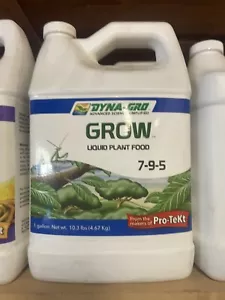 DYNA-GRO
ADVANCED SCIENCE SIMPLIFIED
GROW
LIQUID PLANT FOOD
7-9-5
1 gallon: Net wt. 10.3 lbs (4.67 Kg)
From the
makers of
Pro-TeKt